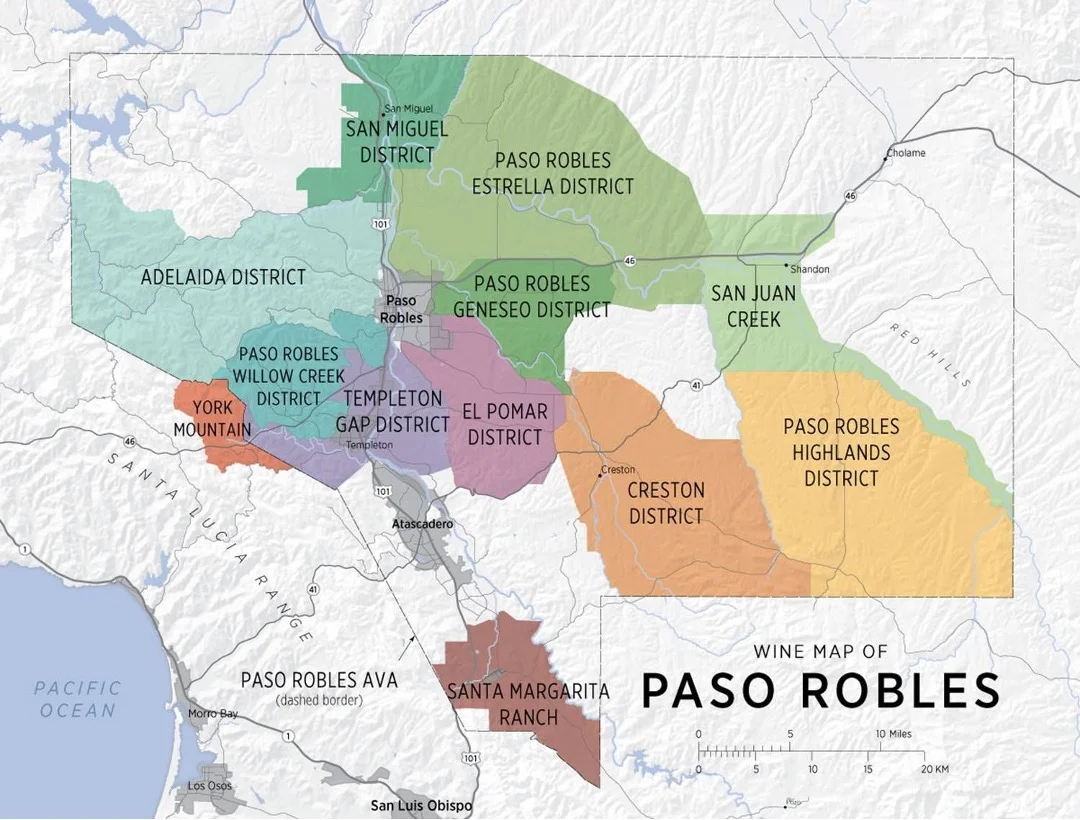 San Miguel
SAN MIGUEL
DISTRICT
PASO ROBLES
ESTRELLA DISTRICT
Cholame
46
101
ADELAIDA DISTRICT
46
Shandon
PASO ROBLES
GENESEO DISTRICT
SAN JUAN
CREEK
Paso
Robles
RED HILLS
PASO ROBLES
WILLOW CREEK
DISTRICT
41
YORK
MOUNTAIN
TEMPLETON
GAP DISTRICT
Templeton
EL POMAR
DISTRICT
PASO ROBLES
HIGHLANDS
DISTRICT
46
SANTA LUCIA RANGE
Creston
CRESTON
DISTRICT
101
Atascadero
1
41
PASO ROBLES AVA
(dashed border)
SANTA MARGARITA
RANCH
WINE MAP OF
PASO ROBLES
PACIFIC
OCEAN
Morro Bay
1
101
0 5 10 Miles
0 5 10 15 20 KM
Los Osos
San Luis Obispo